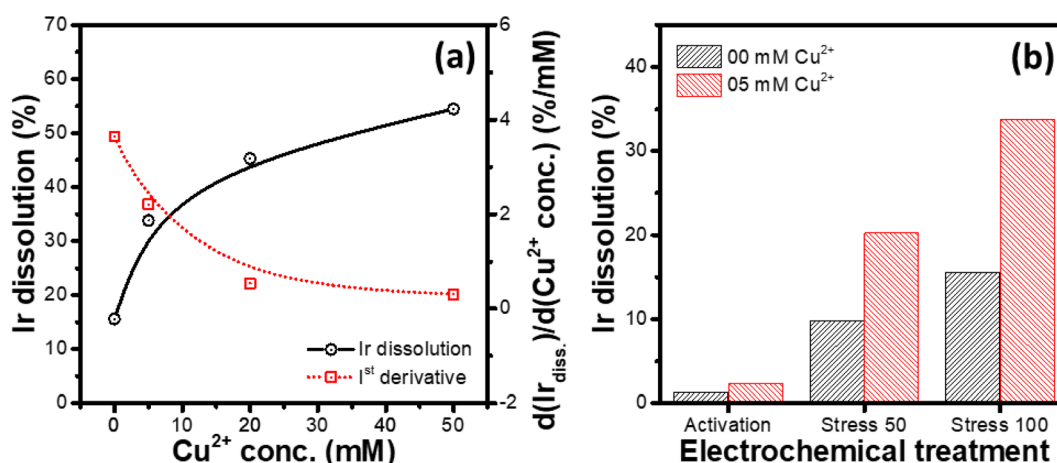 (a)
Ir dissolution (%)
70
60
50
40
30
20
10
0
6
4
2
0
-2
d(Ir_diss.)/d(Cu²⁺ conc.) (%/mM)
Ir dissolution
Iˢᵗ derivative
0
10
20
30
40
50
Cu²⁺ conc. (mM)
(b)
00 mM Cu²⁺
05 mM Cu²⁺
Ir dissolution (%)
40
30
20
10
0
Activation
Stress 50
Stress 100
Electrochemical treatment